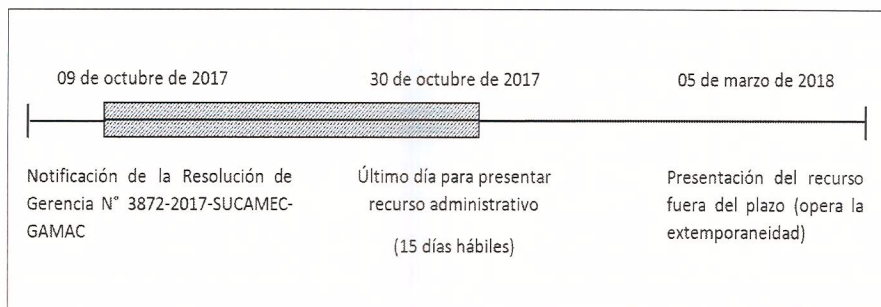 09 de octubre de 2017
30 de octubre de 2017
05 de marzo de 2018
Notificación de la Resolución de
Gerencia N° 3872-2017-SUCAMEC-
GAMAC
Último día para presentar
recurso administrativo
(15 días hábiles)
Presentación del recurso
fuera del plazo (opera la
extemporaneidad)